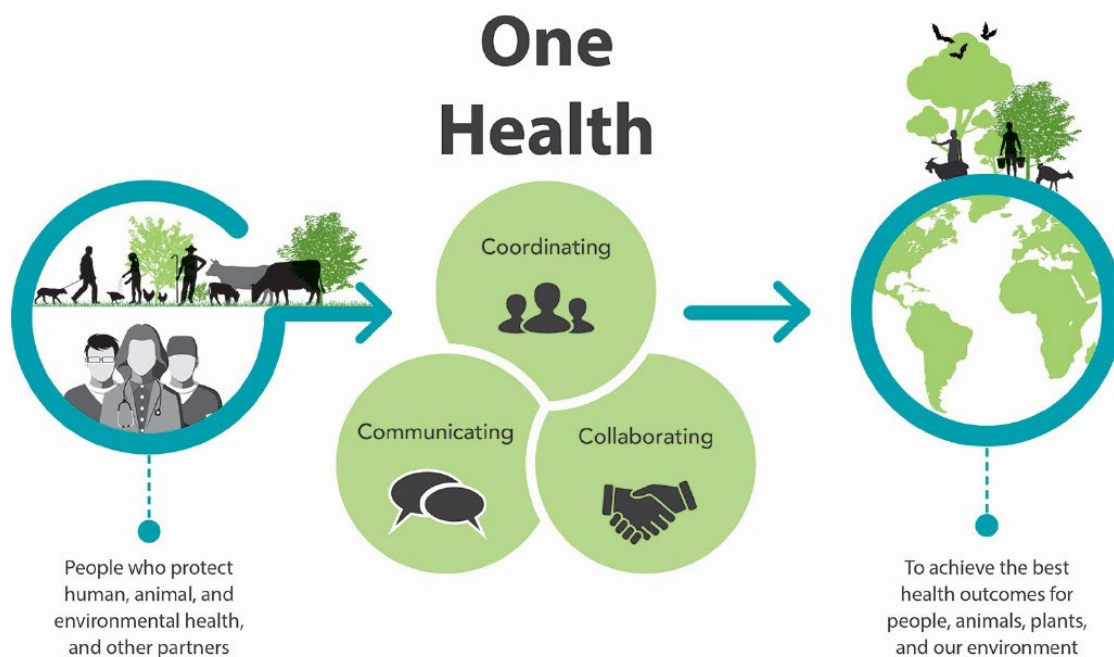 One
Health
Coordinating
Communicating
Collaborating
People who protect
human, animal, and
environmental health,
and other partners
To achieve the best
health outcomes for
people, animals, plants,
and our environment